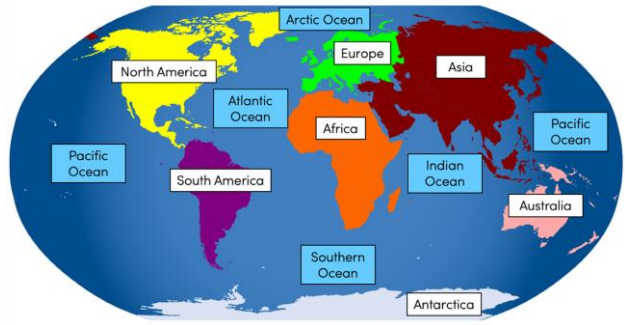 Arctic Ocean
Europe
North America
Asia
Atlantic
Ocean
Africa
Pacific
Ocean
Pacific
Ocean
South America
Indian
Ocean
Australia
Southern
Ocean
Antarctica